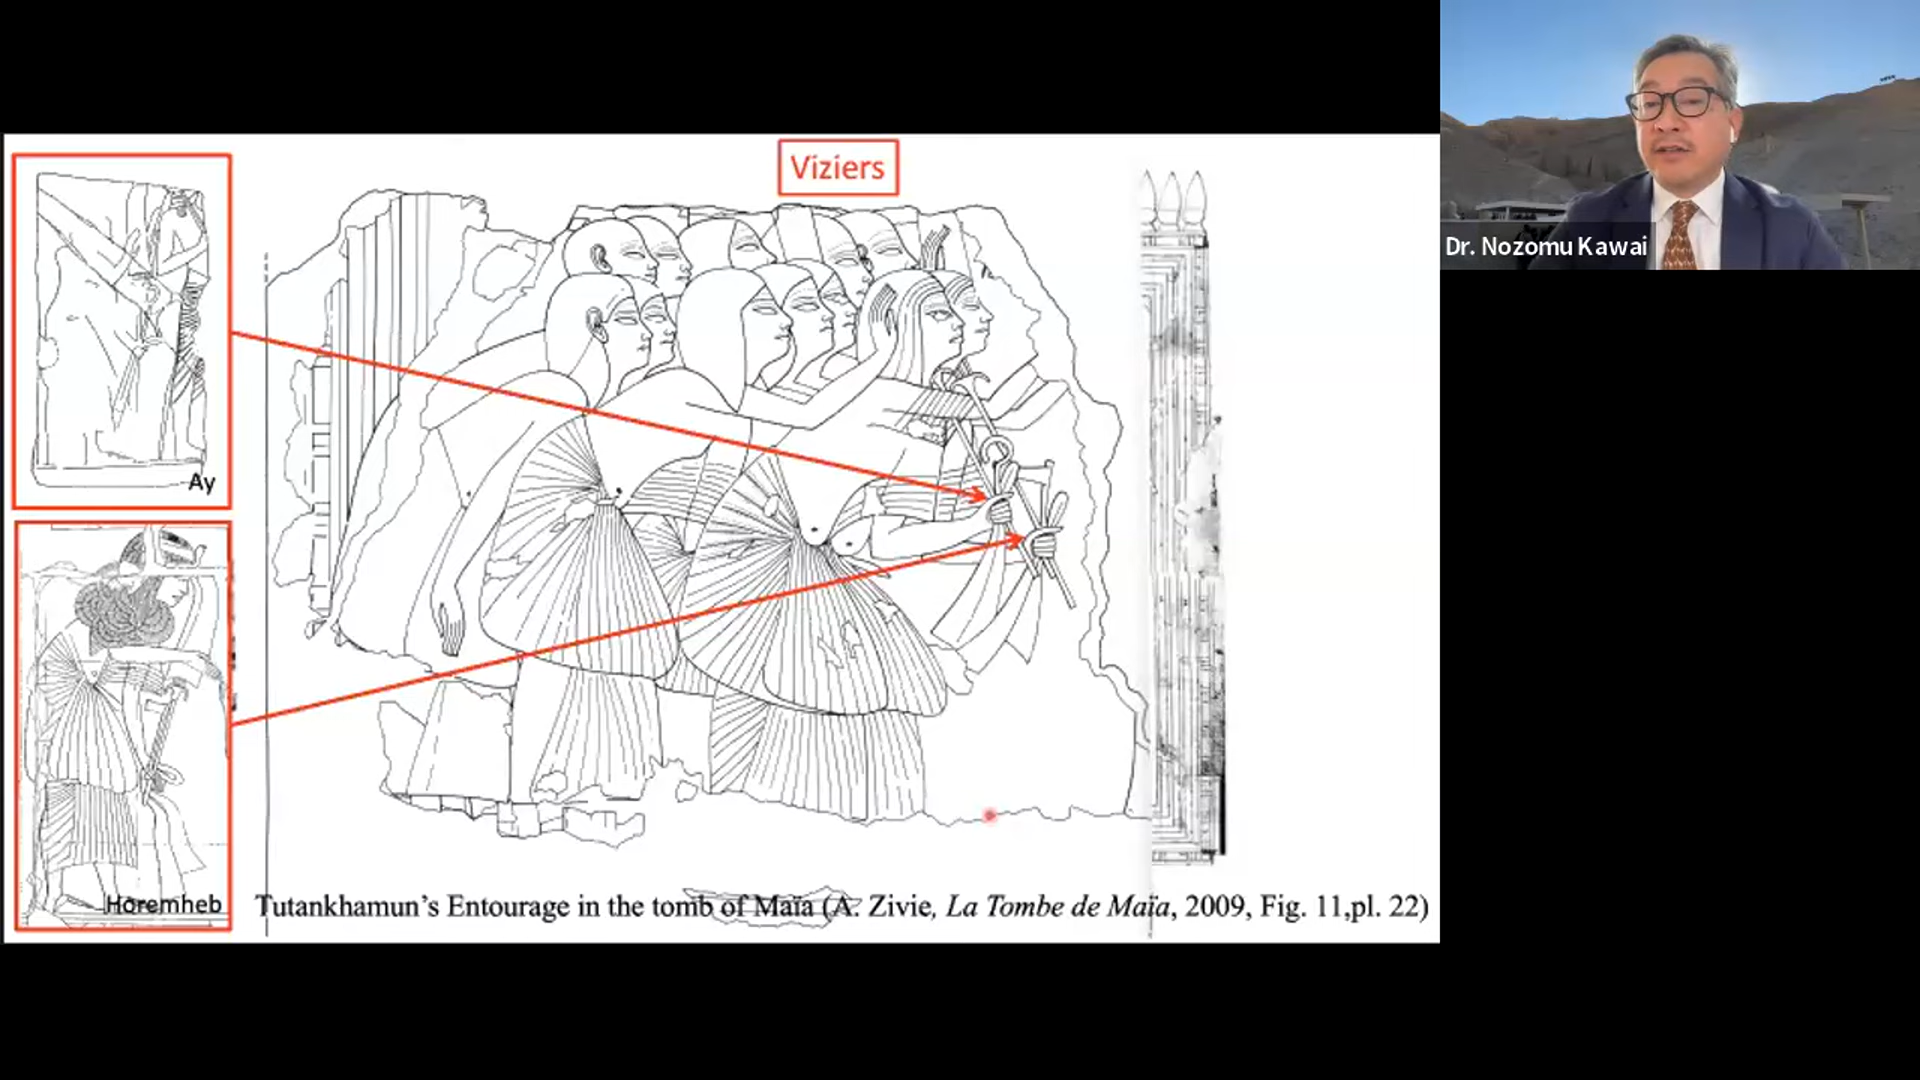 Viziers
Dr. Nozomu Kawai
Ay
Horemheb
Tutankhamun’s Entourage in the tomb of Maïa (A. Zivie, La Tombe de Maïa, 2009, Fig. 11,pl. 22)